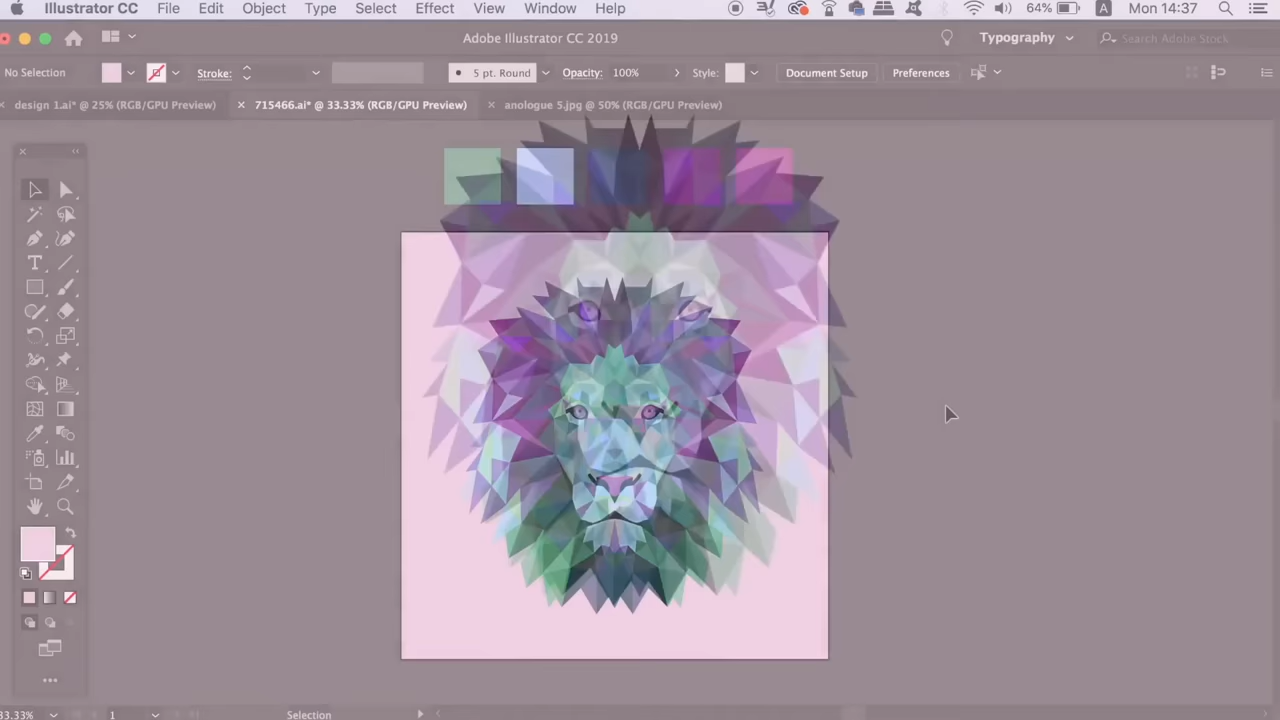 Illustrator CC File Edit Object Type Select Effect View Window Help 64% A Mon 14:37
Adobe Illustrator CC 2019 Typography Search Adobe Stock
No Selection Stroke: 5 pt. Round Opacity: 100% Style: Document Setup Preferences
design 1.ai* @ 25% (RGB/GPU Preview) 715466.ai* @ 33.33% (RGB/GPU Preview) anologue 5.jpg @ 50% (RGB/GPU Preview)
33.33% 1 Selection